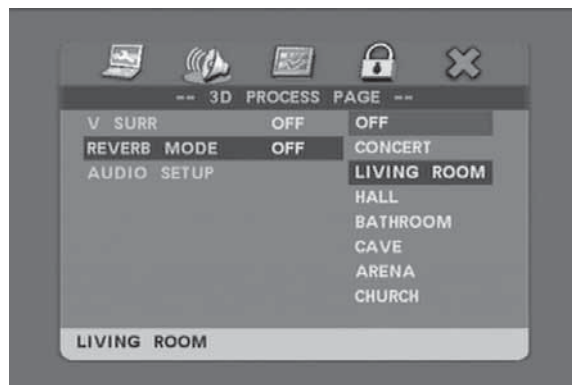 -- 3D PROCESS PAGE --
V SURR OFF OFF
REVERB MODE OFF CONCERT
AUDIO SETUP LIVING ROOM
HALL
BATHROOM
CAVE
ARENA
CHURCH
LIVING ROOM